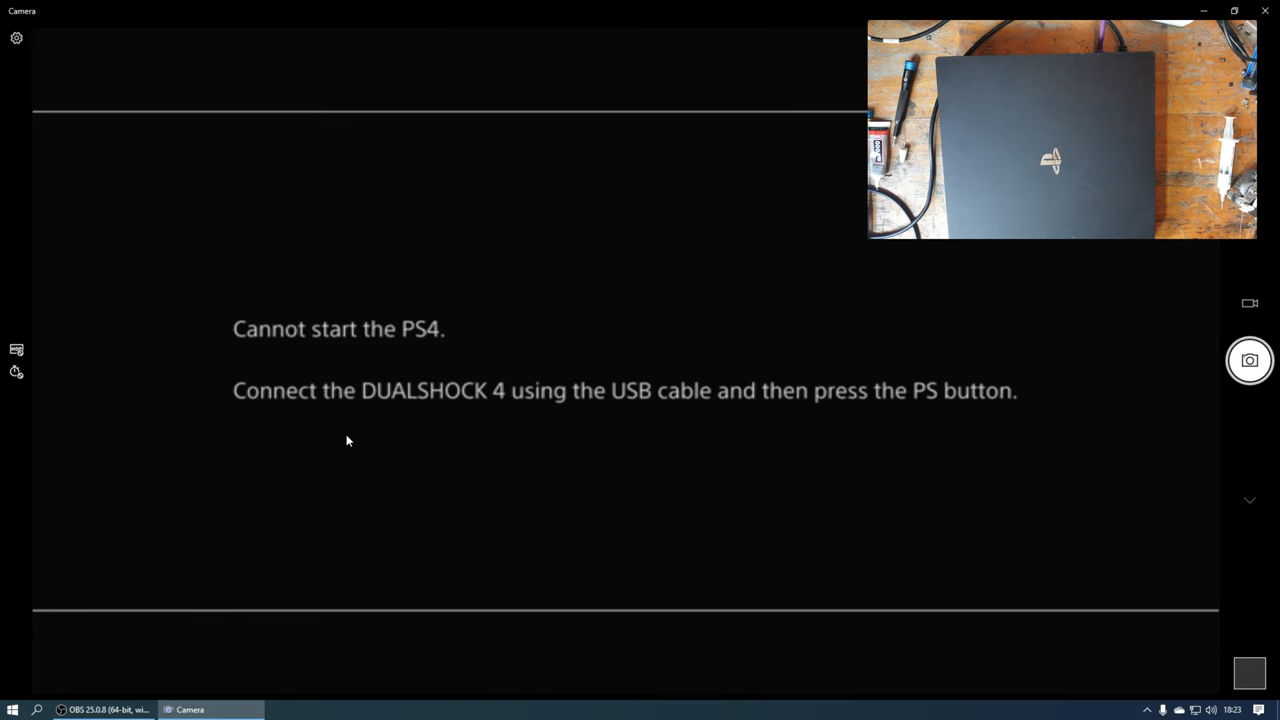 Camera
Cannot start the PS4.
Connect the DUALSHOCK 4 using the USB cable and then press the PS button.
OBS 25.0.8 (64-bit, wi...
Camera
18:23